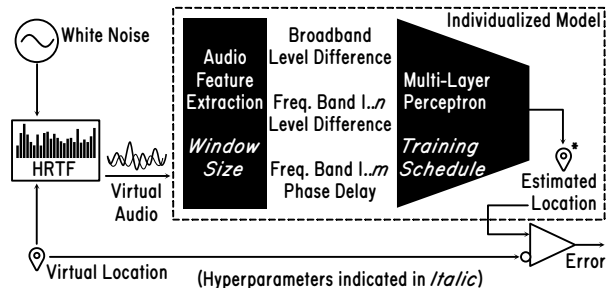 White Noise
Individualized Model
Audio
Feature
Extraction
Window
Size
Broadband
Level Difference
Freq. Band 1..n
Level Difference
Freq. Band 1..m
Phase Delay
Multi-Layer
Perceptron
Training
Schedule
HRTF
Virtual
Audio
*
Estimated
Location
Virtual Location
(Hyperparameters indicated in Italic)
Error